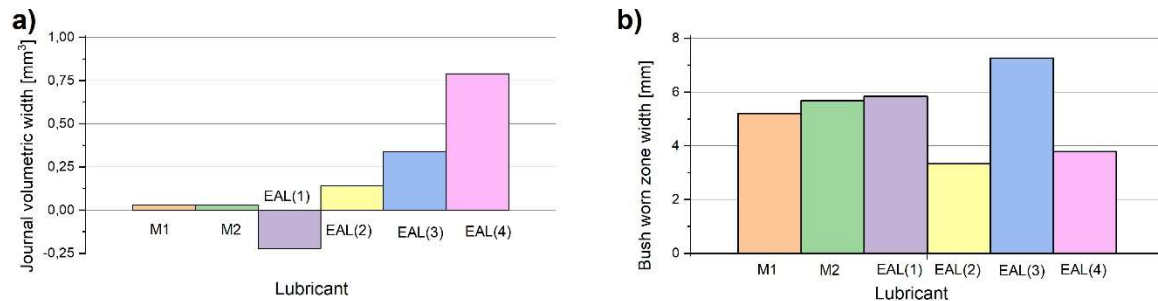 a)
Journal volumetric width [mm³]
1,00
0,75
0,50
0,25
0,00
-0,25
M1 M2 EAL(1) EAL(2) EAL(3) EAL(4)
Lubricant
b)
Bush worn zone width [mm]
8
6
4
2
0
M1 M2 EAL(1) EAL(2) EAL(3) EAL(4)
Lubricant